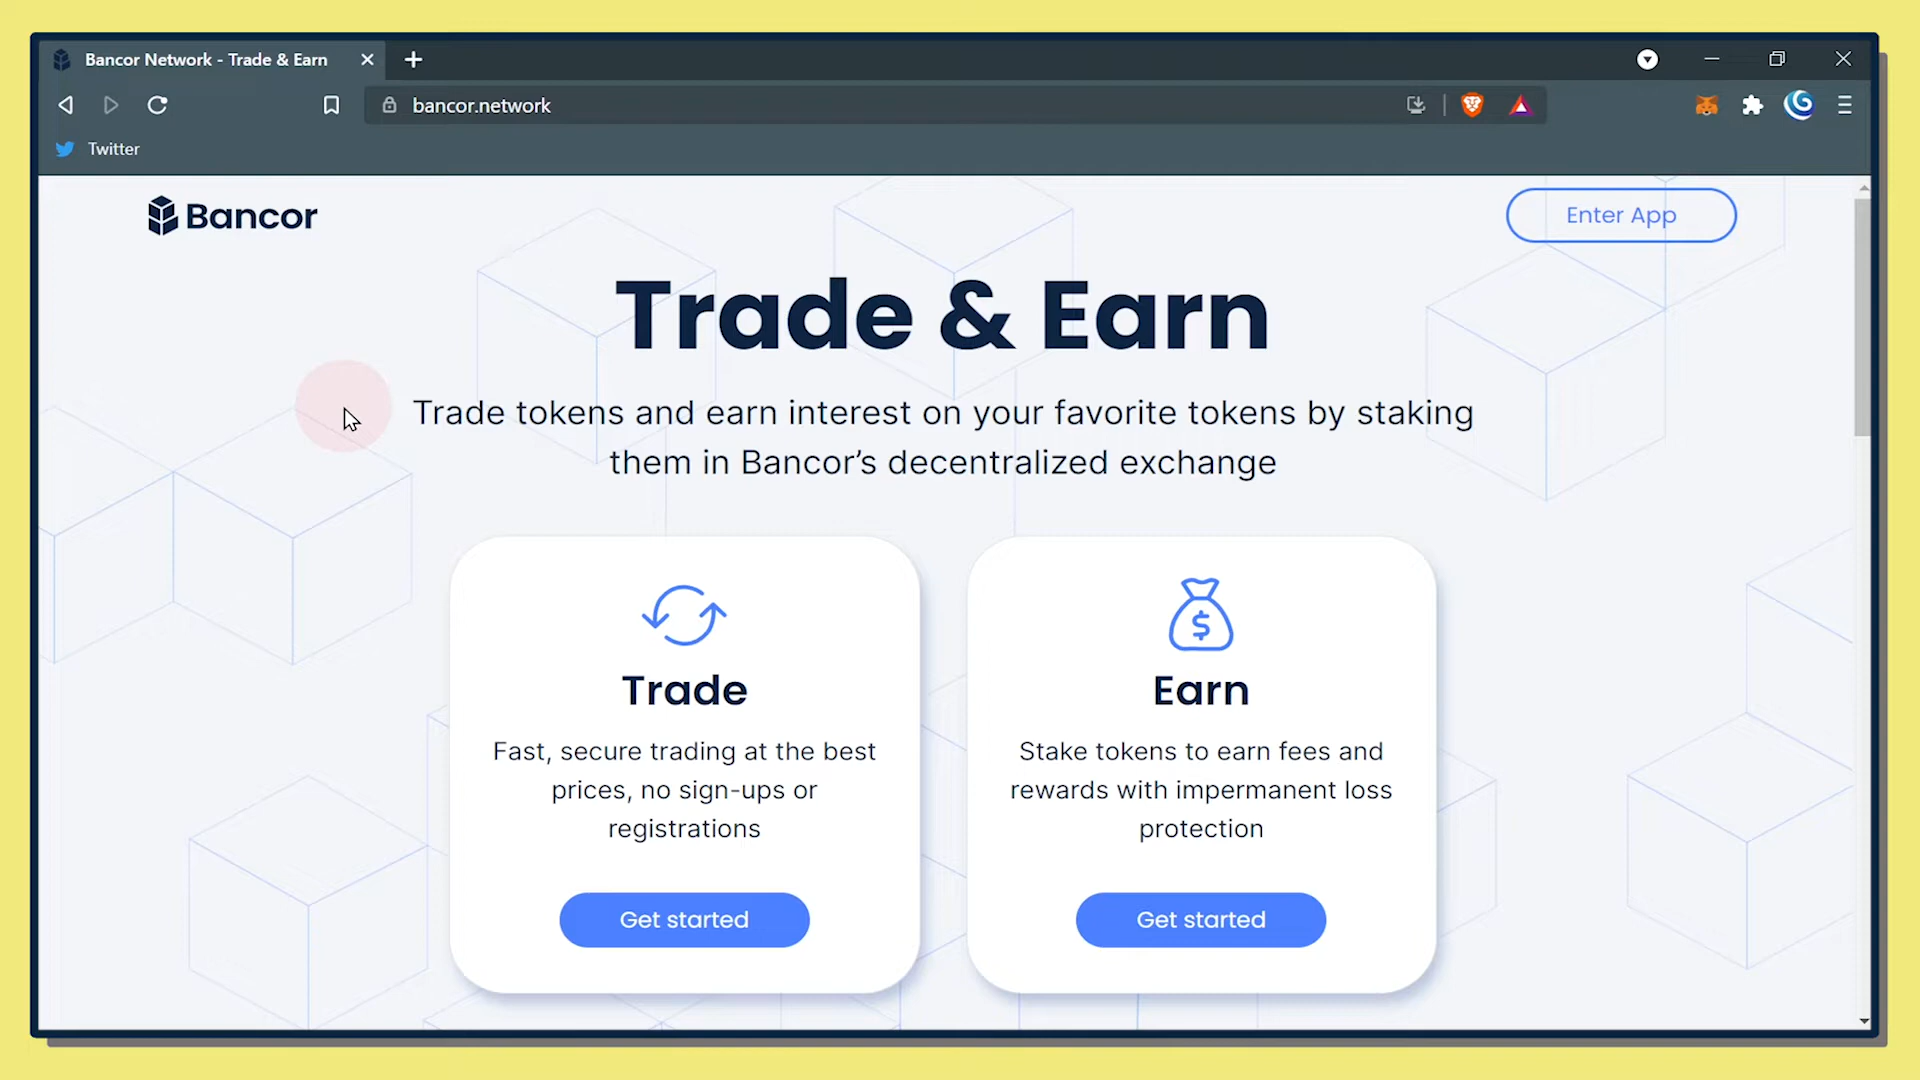 Bancor Network - Trade & Earn
bancor.network
Twitter
Bancor
Enter App
Trade & Earn
Trade tokens and earn interest on your favorite tokens by staking
them in Bancor’s decentralized exchange
Trade
Fast, secure trading at the best
prices, no sign-ups or
registrations
Get started
$
Earn
Stake tokens to earn fees and
rewards with impermanent loss
protection
Get started